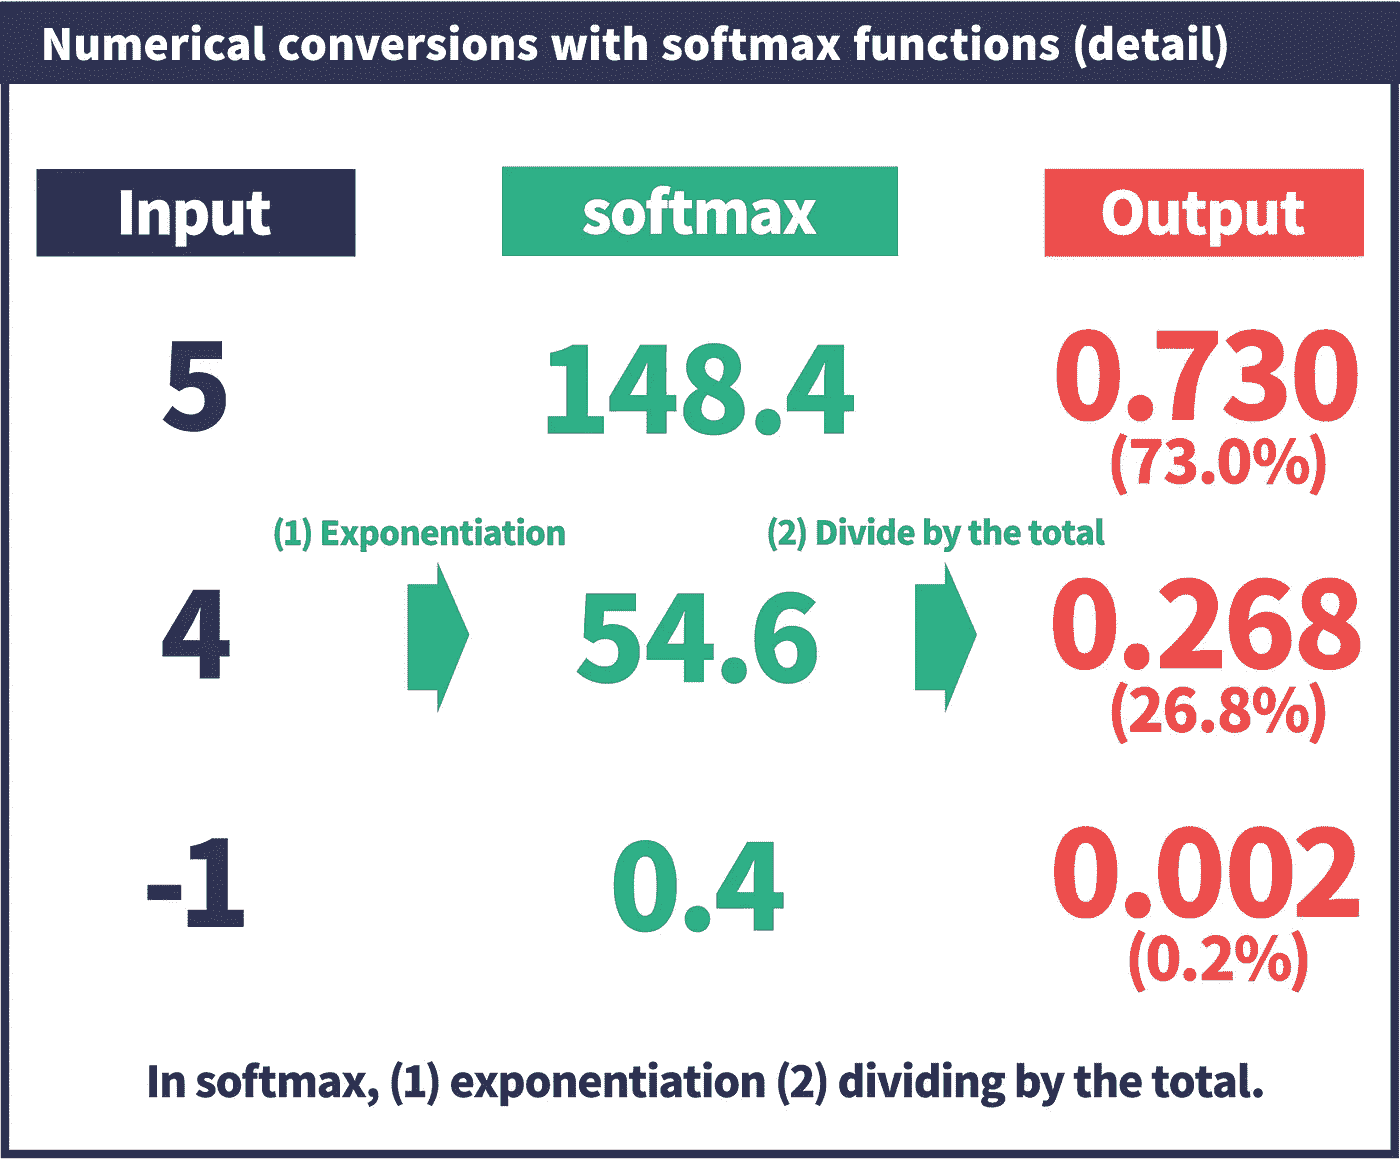 Numerical conversions with softmax functions (detail)
Input softmax Output
5 148.4 0.730
(73.0%)
(1) Exponentiation (2) Divide by the total
4 54.6 0.268
(26.8%)
-1 0.4 0.002
(0.2%)
In softmax, (1) exponentiation (2) dividing by the total.